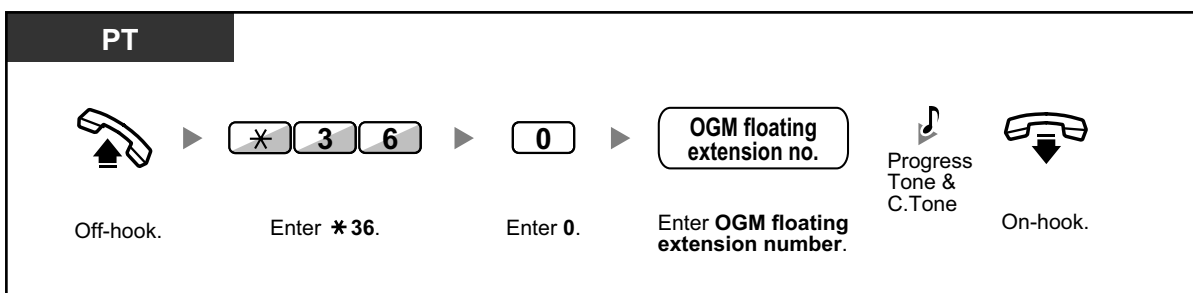 PT
✳ 3 6
0
OGM floating
extension no.
Progress
Tone &
C.Tone
Off-hook.
Enter ✳36.
Enter 0.
Enter OGM floating
extension number.
On-hook.